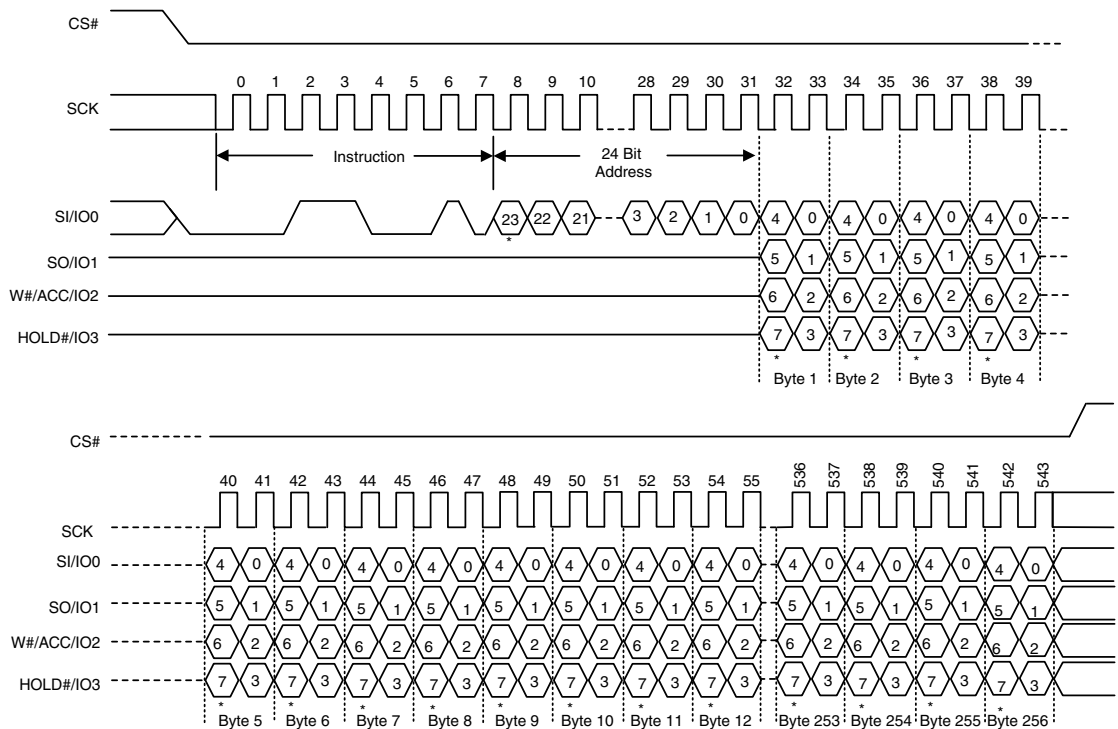 CS#
0 1 2 3 4 5 6 7 8 9 10 28 29 30 31 32 33 34 35 36 37 38 39
SCK
Instruction
24 Bit
Address
SI/IO0 23 22 21 3 2 1 0 4 0 4 0 4 0 4 0
*
SO/IO1 5 1 5 1 5 1 5 1
W#/ACC/IO2 6 2 6 2 6 2 6 2
HOLD#/IO3 7 3 7 3 7 3 7 3
* * * *
Byte 1 Byte 2 Byte 3 Byte 4
CS#
40 41 42 43 44 45 46 47 48 49 50 51 52 53 54 55 536 537 538 539 540 541 542 543
SCK
SI/IO0 4 0 4 0 4 0 4 0 4 0 4 0 4 0 4 0 4 0 4 0 4 0 4 0
SO/IO1 5 1 5 1 5 1 5 1 5 1 5 1 5 1 5 1 5 1 5 1 5 1 5 1
W#/ACC/IO2 6 2 6 2 6 2 6 2 6 2 6 2 6 2 6 2 6 2 6 2 6 2 6 2
HOLD#/IO3 7 3 7 3 7 3 7 3 7 3 7 3 7 3 7 3 7 3 7 3 7 3 7 3
* * * * * * * * * * * *
Byte 5 Byte 6 Byte 7 Byte 8 Byte 9 Byte 10 Byte 11 Byte 12 Byte 253 Byte 254 Byte 255 Byte 256